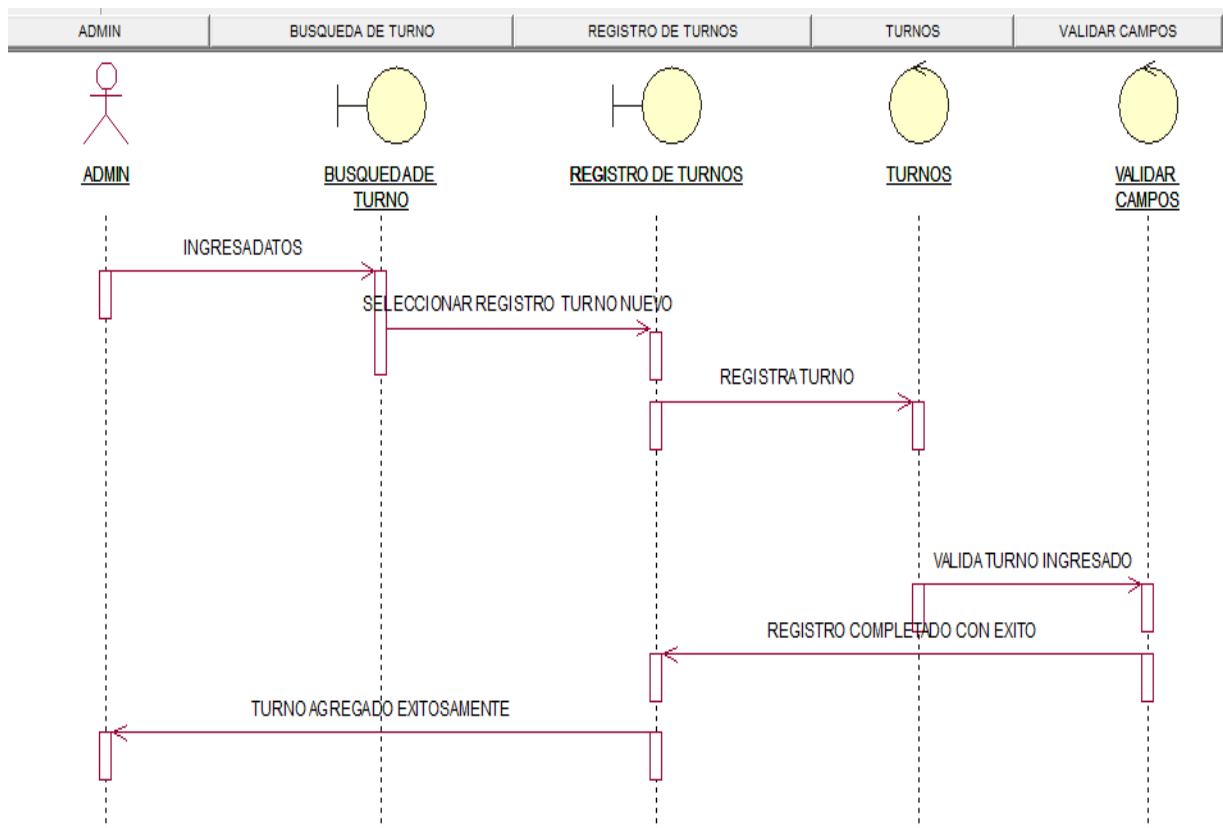 ADMIN
BUSQUEDA DE TURNO
REGISTRO DE TURNOS
TURNOS
VALIDAR CAMPOS
ADMIN
BUSQUEDADE
TURNO
REGISTRO DE TURNOS
TURNOS
VALIDAR
CAMPOS
INGRESADATOS
SELECCIONAR REGISTRO TURNO NUEVO
REGISTRA TURNO
VALIDA TURNO INGRESADO
REGISTRO COMPLETADO CON EXITO
TURNO AGREGADO EXITOSAMENTE